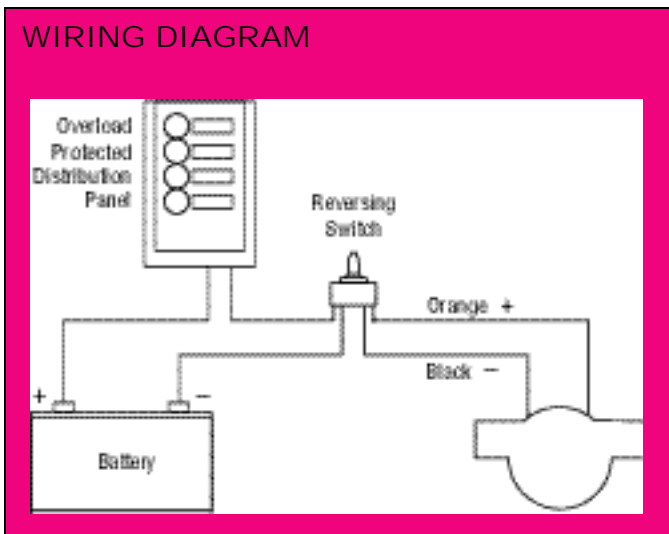 WIRING DIAGRAM
Overload
Protected
Distribution
Panel
Reversing
Switch
Orange +
Black −
+ −
Battery